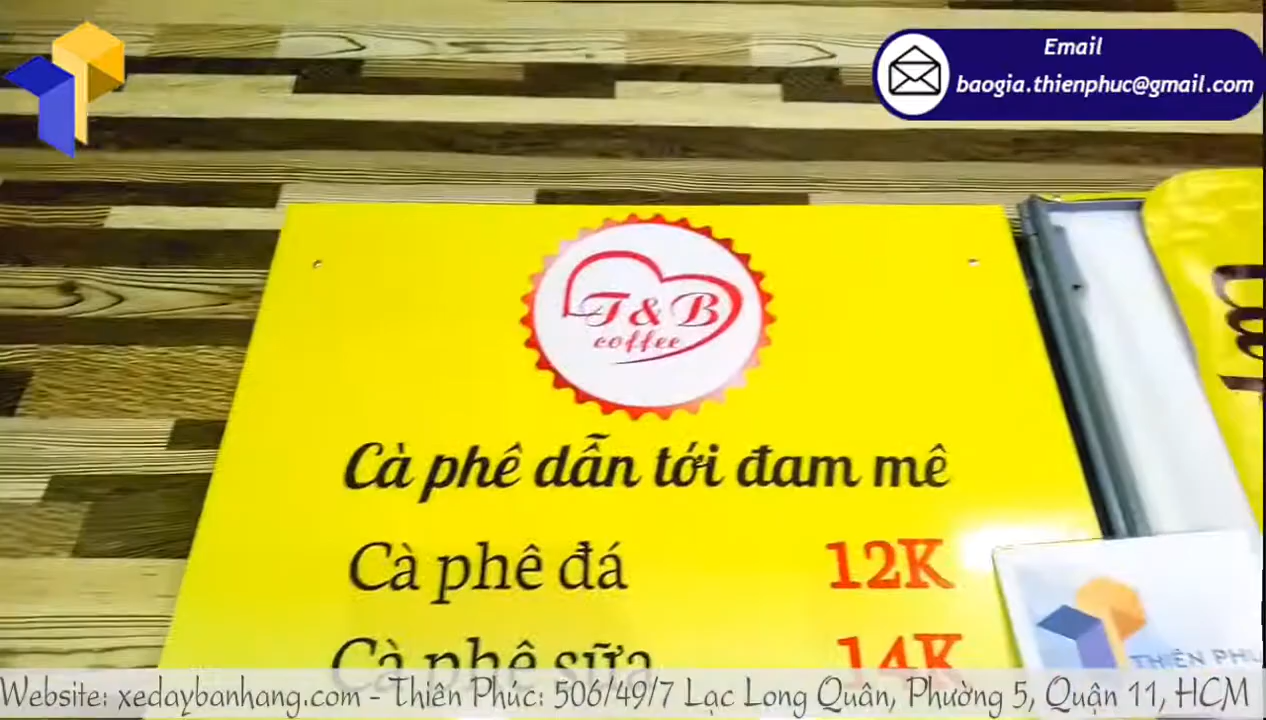 Email
baogia.thienphuc@gmail.com
T&B
coffee
Cà phê dẫn tới đam mê
Cà phê đá 12K
Cà phê sữa 14K
THIÊN PHÚ
Website: xedaybanhang.com - Thiên Phúc: 506/49/7 Lạc Long Quân, Phường 5, Quận 11, HCM